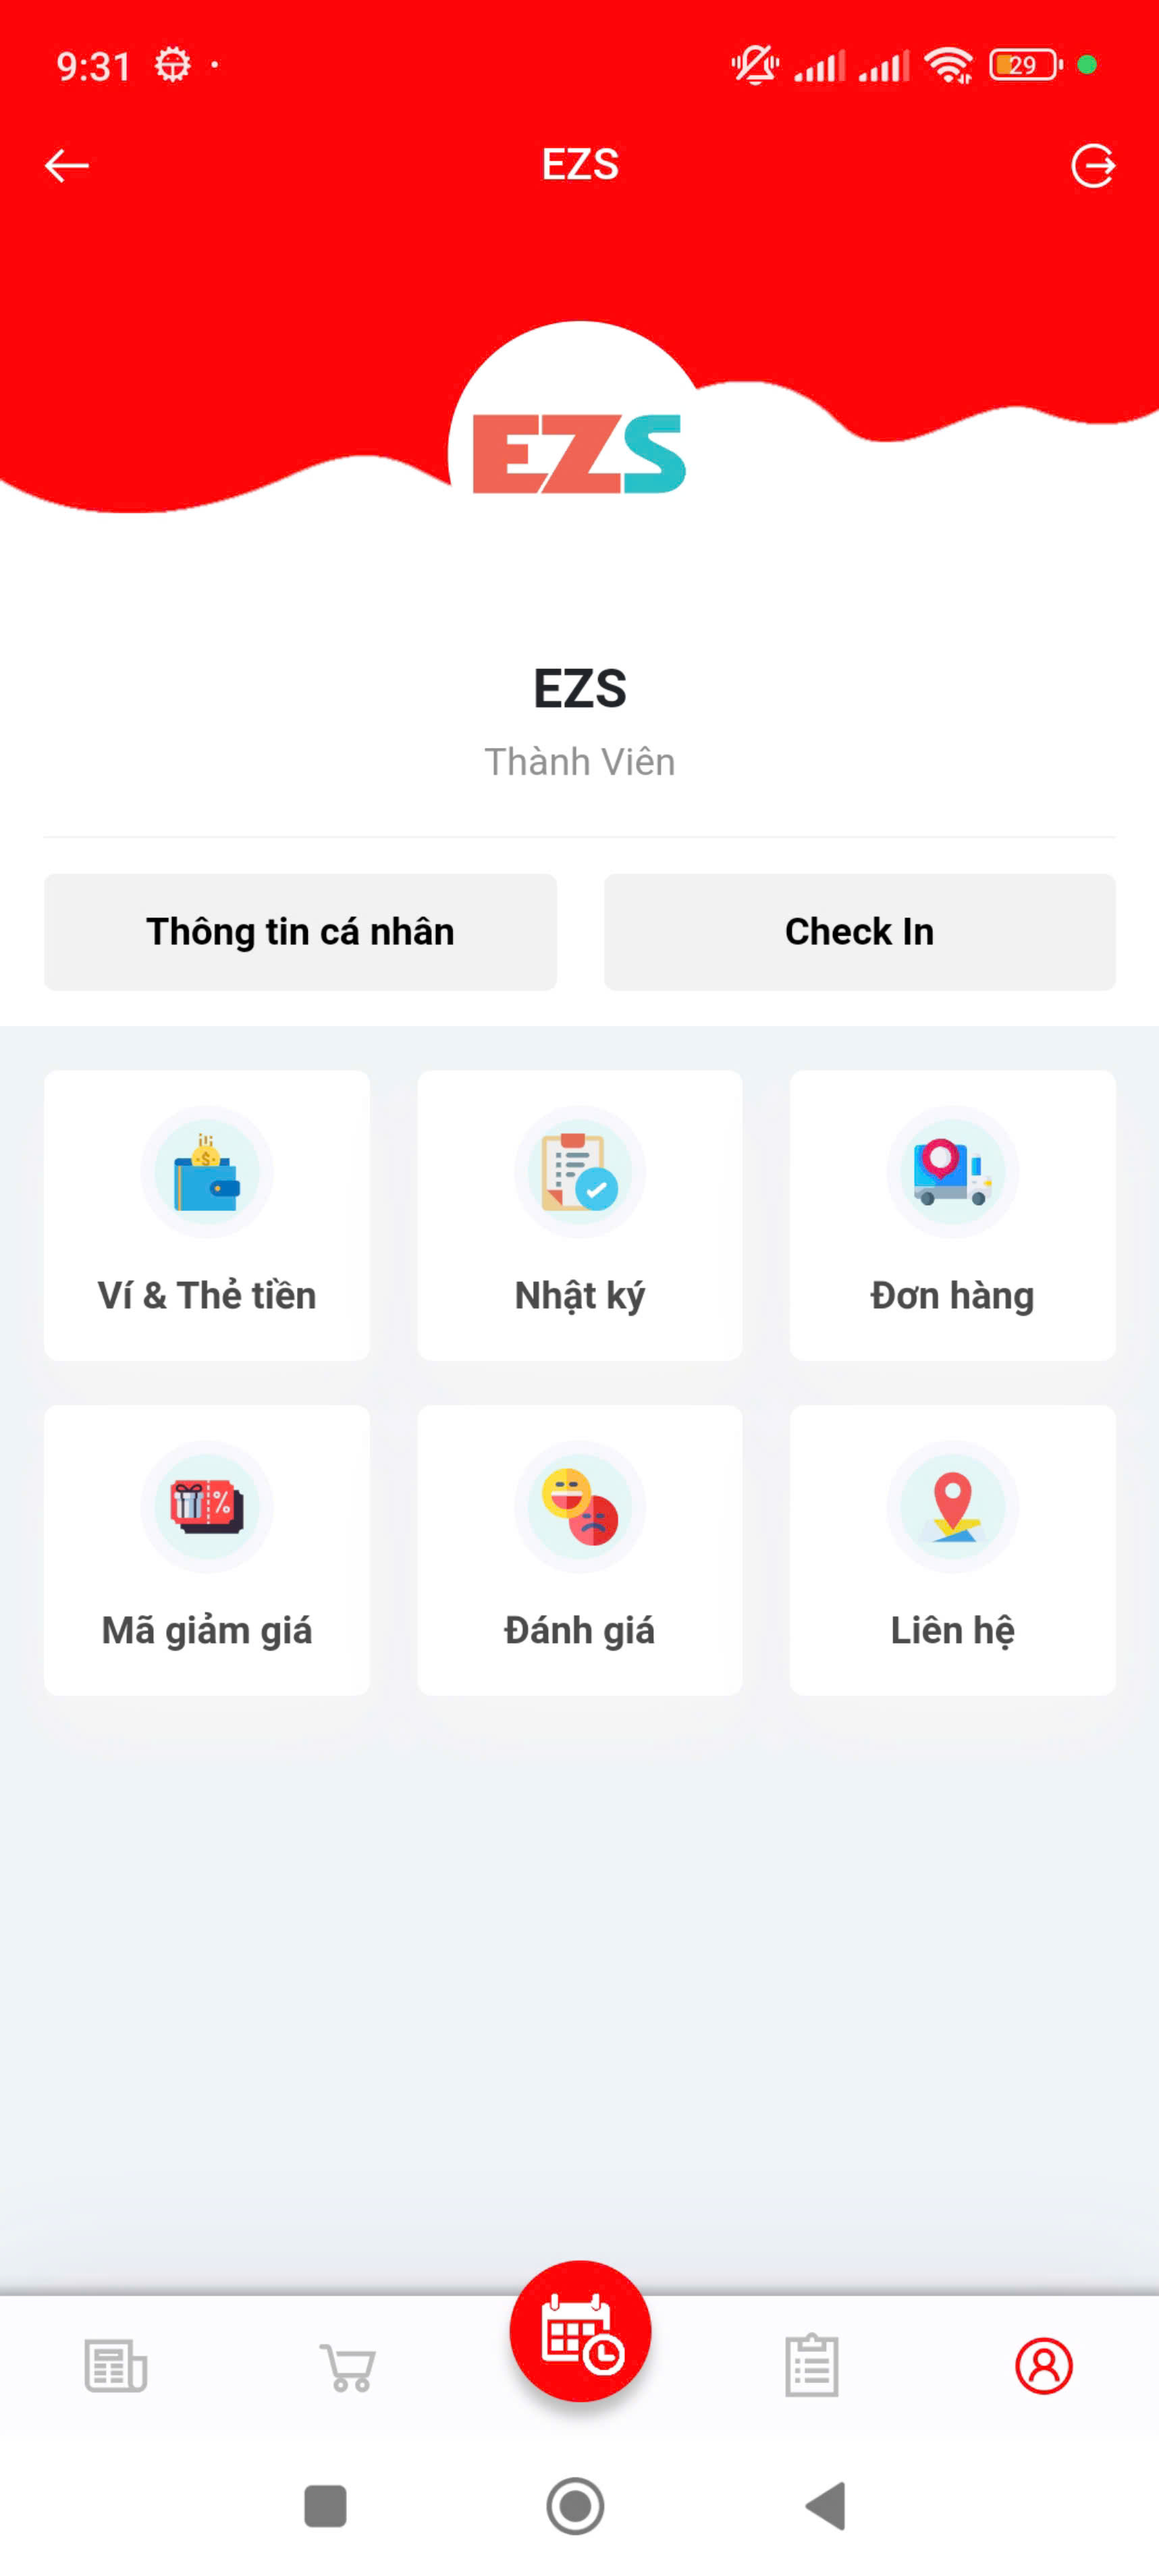 9:31
29
EZS
EZS
EZS
Thành Viên
Thông tin cá nhân
Check In
Ví & Thẻ tiền
Nhật ký
Đơn hàng
Mã giảm giá
Đánh giá
Liên hệ